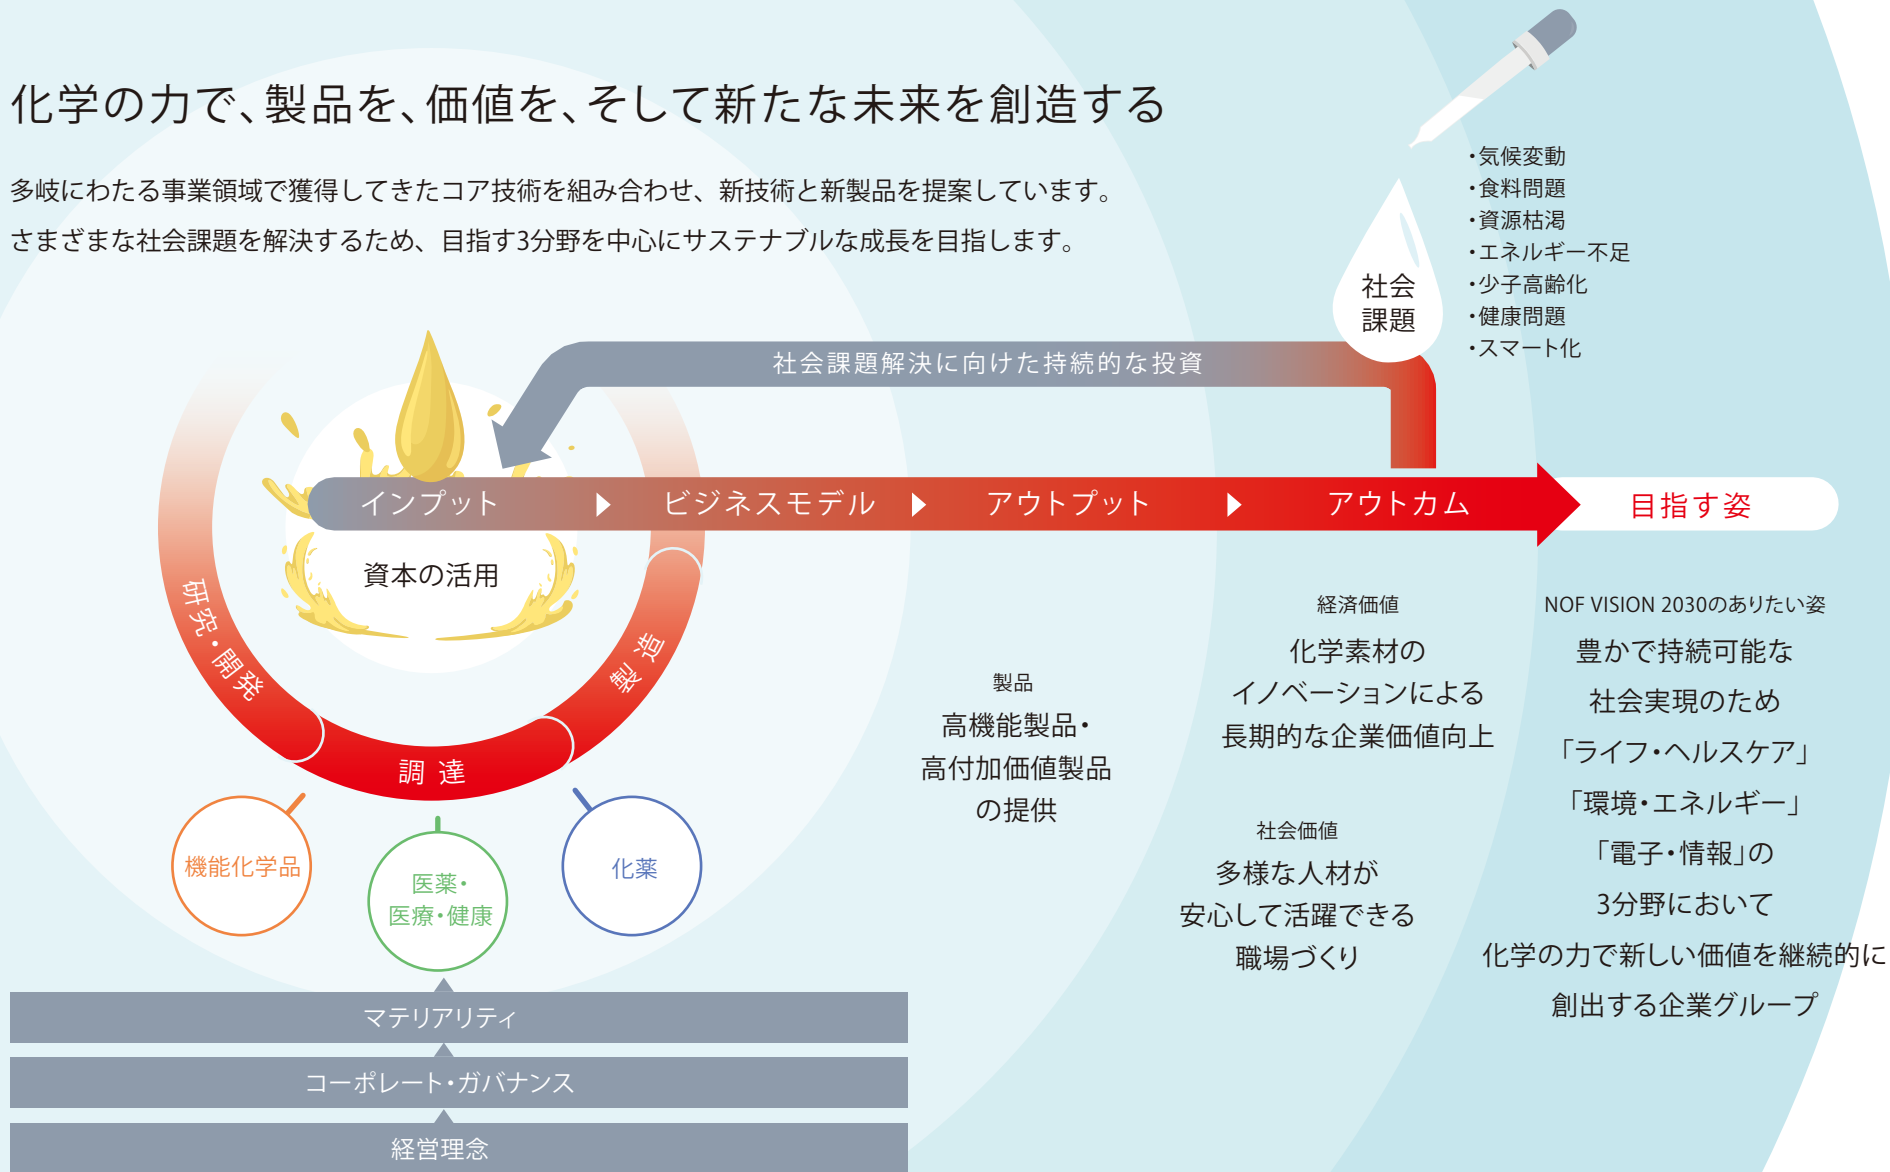 化学の力で、製品を、価値を、そして新たな未来を創造する
多岐にわたる事業領域で獲得してきたコア技術を組み合わせ、新技術と新製品を提案しています。
さまざまな社会課題を解決するため、目指す3分野を中心にサステナブルな成長を目指します。
社会
課題
・気候変動
・食料問題
・資源枯渇
・エネルギー不足
・少子高齢化
・健康問題
・スマート化
社会課題解決に向けた持続的な投資
インプット
ビジネスモデル
アウトプット
アウトカム
目指す姿
資本の活用
研究・開発
調達
製造
機能化学品
医薬・
医療・健康
化薬
マテリアリティ
コーポレート・ガバナンス
経営理念
製品
高機能製品・
高付加価値製品
の提供
経済価値
化学素材の
イノベーションによる
長期的な企業価値向上
社会価値
多様な人材が
安心して活躍できる
職場づくり
NOF VISION 2030のありたい姿
豊かで持続可能な
社会実現のため
「ライフ・ヘルスケア」
「環境・エネルギー」
「電子・情報」の
3分野において
化学の力で新しい価値を継続的に
創出する企業グループ